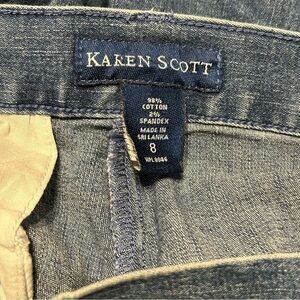 KAREN SCOTT
98%
COTTON
2%
SPANDEX
MADE IN
SRI LANKA
8